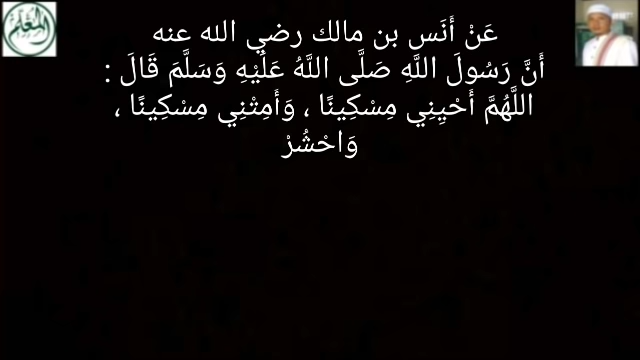 عَنْ أَنَس بن مالك رضي الله عنه
أَنَّ رَسُولَ اللَّهِ صَلَّى اللَّهُ عَلَيْهِ وَسَلَّمَ قَالَ :
اللَّهُمَّ أَحْيِنِي مِسْكِينًا ، وَأَمِتْنِي مِسْكِينًا ،
وَاحْشُرْ